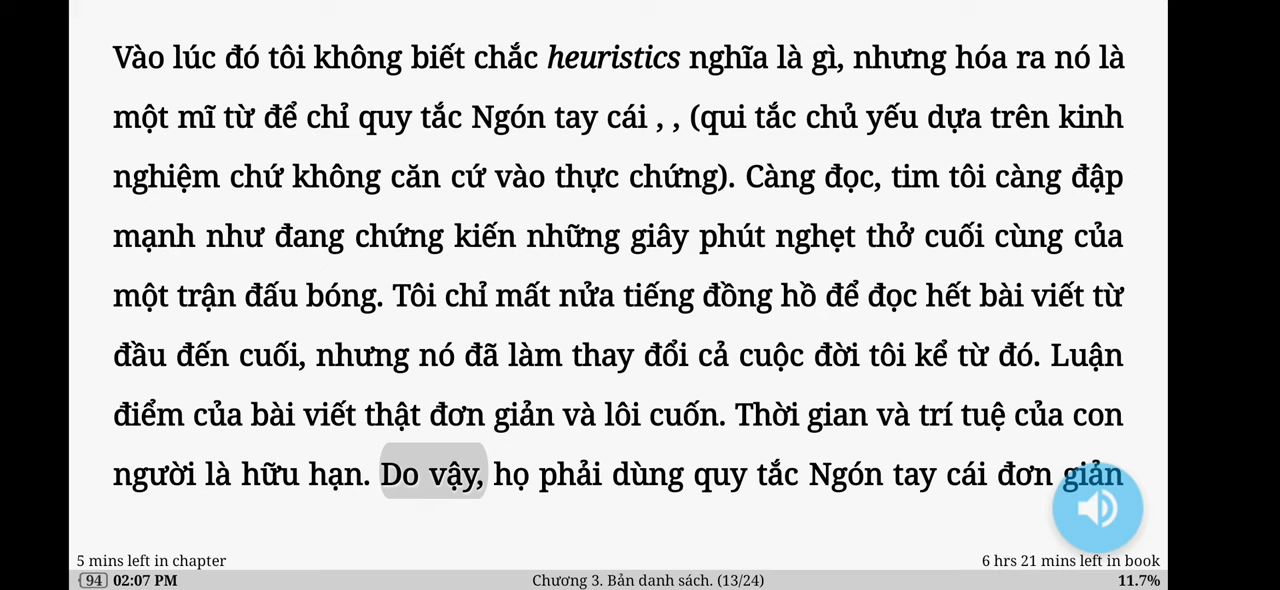 Vào lúc đó tôi không biết chắc heuristics nghĩa là gì, nhưng hóa ra nó là
một mĩ từ để chỉ quy tắc Ngón tay cái , , (qui tắc chủ yếu dựa trên kinh
nghiệm chứ không căn cứ vào thực chứng). Càng đọc, tim tôi càng đập
mạnh như đang chứng kiến những giây phút nghẹt thở cuối cùng của
một trận đấu bóng. Tôi chỉ mất nửa tiếng đồng hồ để đọc hết bài viết từ
đầu đến cuối, nhưng nó đã làm thay đổi cả cuộc đời tôi kể từ đó. Luận
điểm của bài viết thật đơn giản và lôi cuốn. Thời gian và trí tuệ của con
người là hữu hạn. Do vậy, họ phải dùng quy tắc Ngón tay cái đơn giản
5 mins left in chapter 6 hrs 21 mins left in book
94 02:07 PM Chương 3. Bản danh sách. (13/24) 11.7%